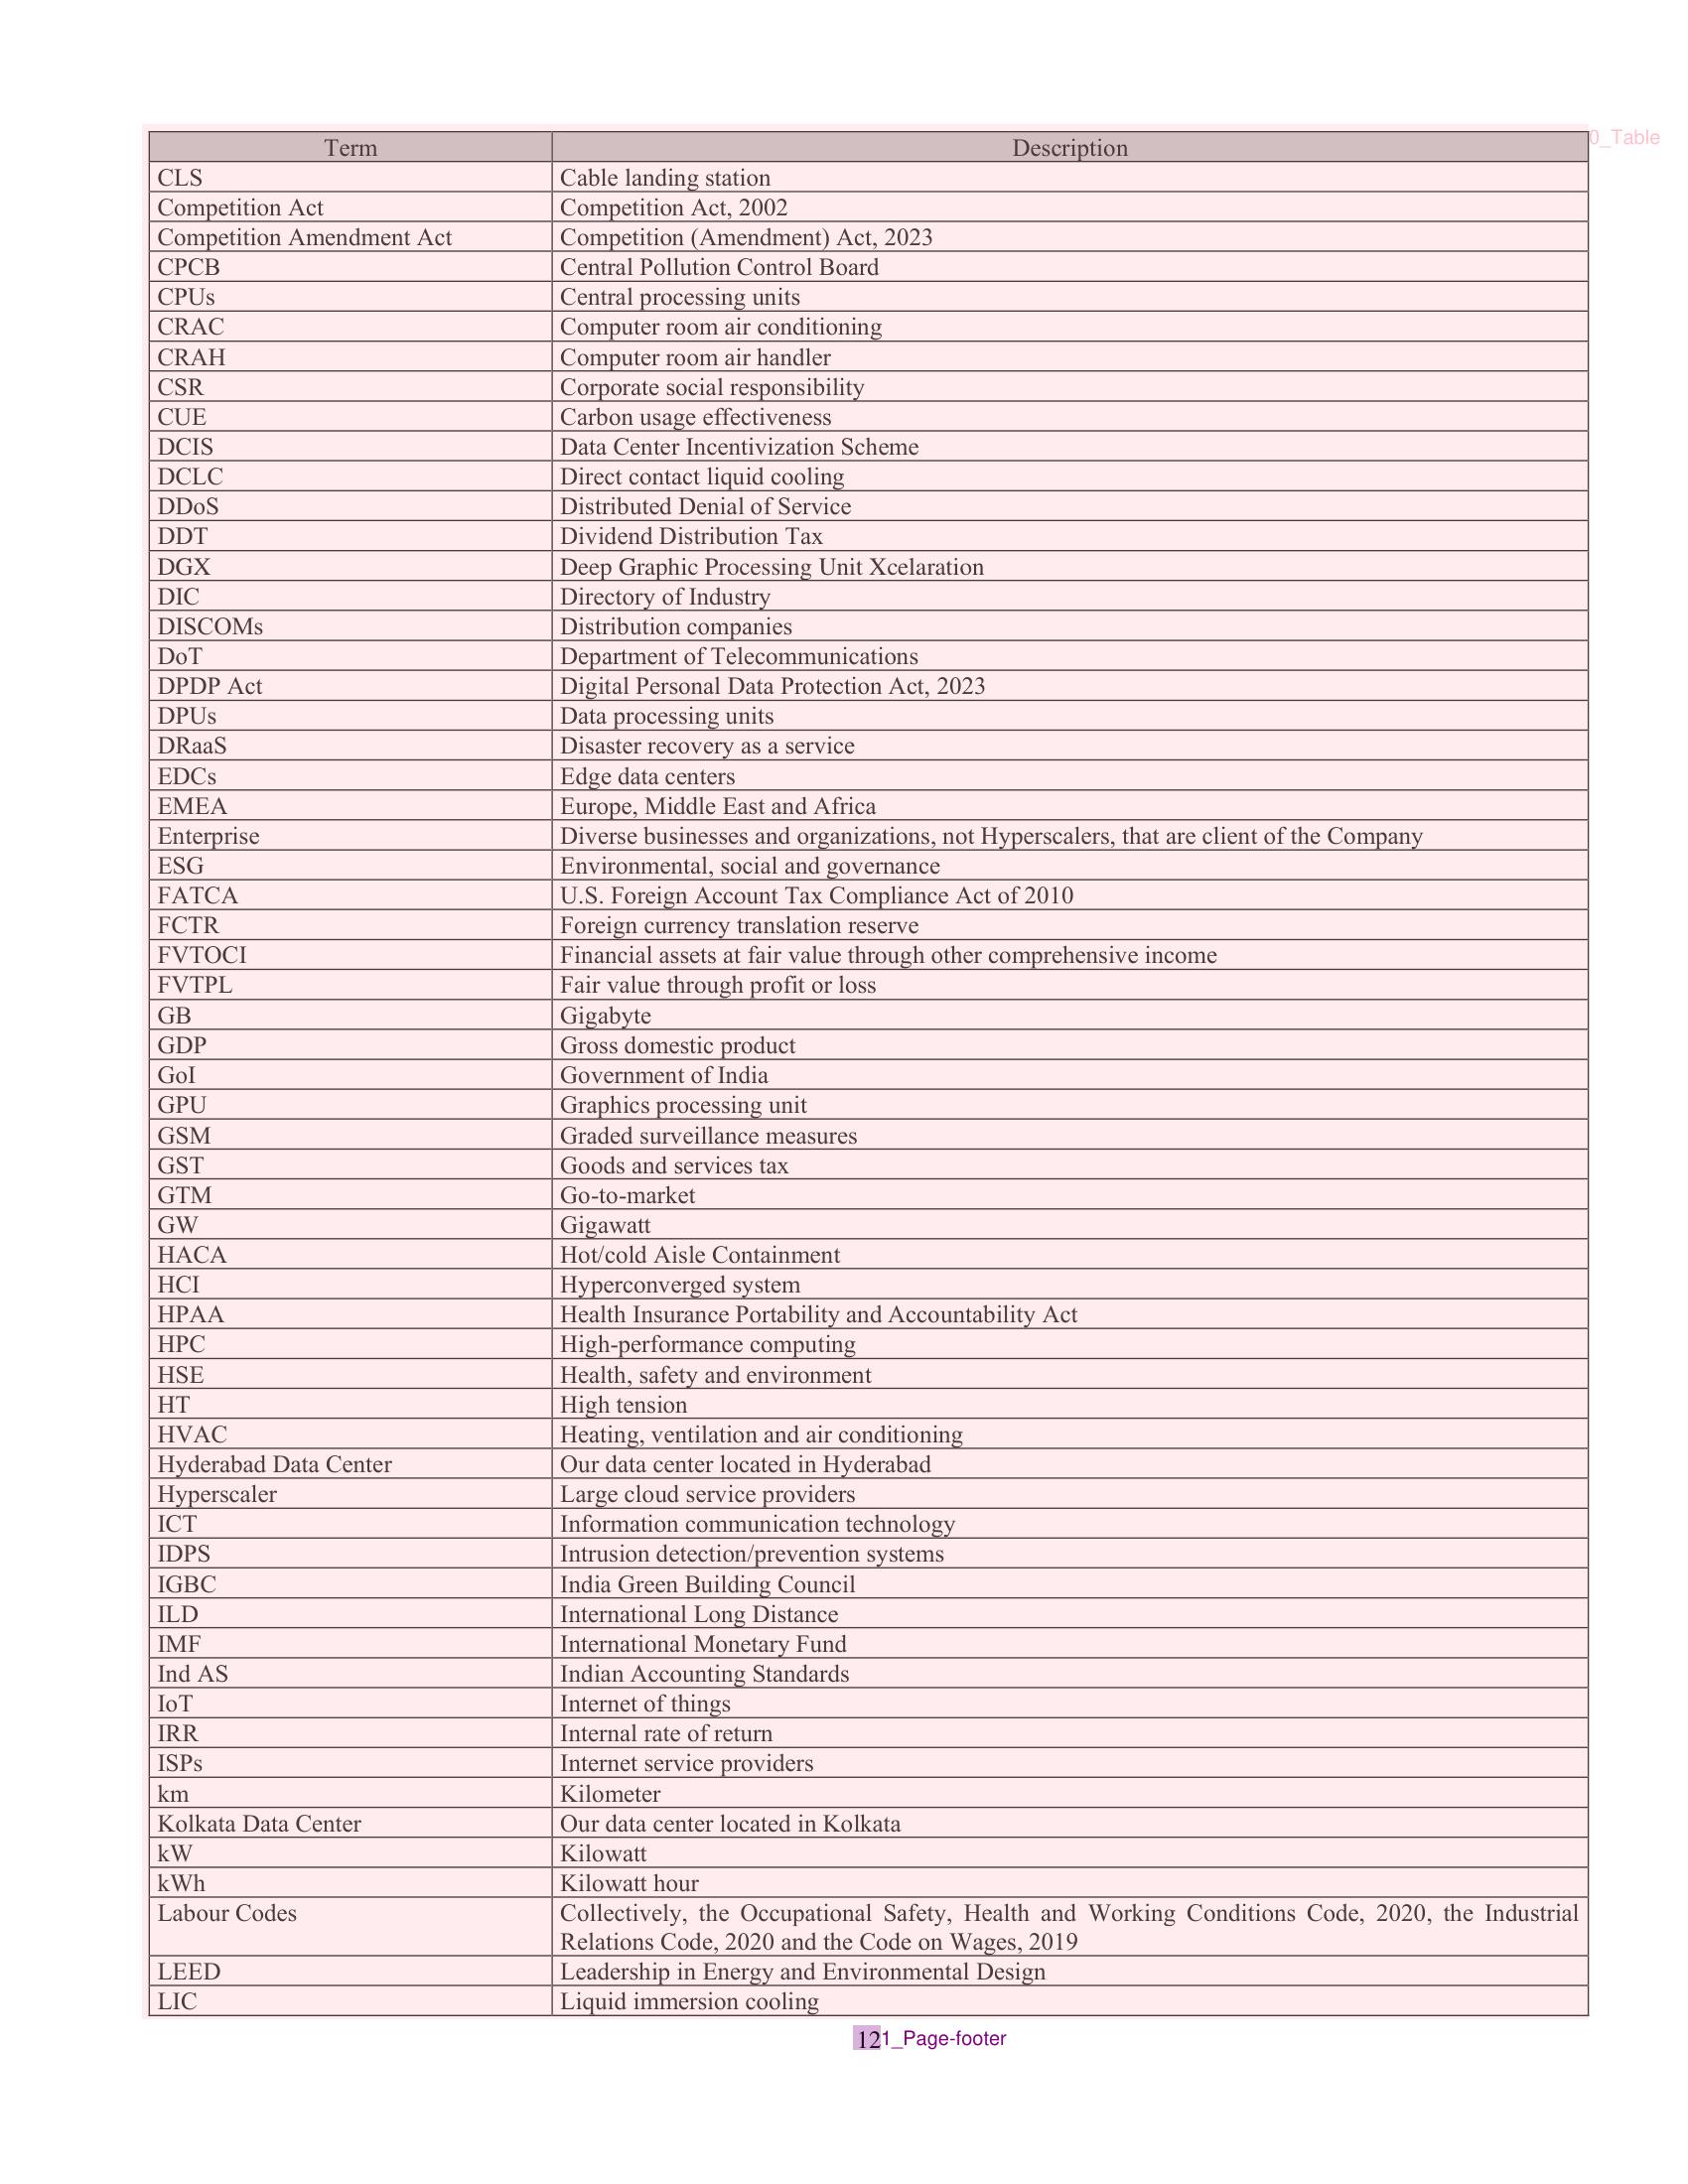 Term Description
0_Table
CLS Cable landing station
Competition Act Competition Act, 2002
Competition Amendment Act Competition (Amendment) Act, 2023
CPCB Central Pollution Control Board
CPUs Central processing units
CRAC Computer room air conditioning
CRAH Computer room air handler
CSR Corporate social responsibility
CUE Carbon usage effectiveness
DCIS Data Center Incentivization Scheme
DCLC Direct contact liquid cooling
DDoS Distributed Denial of Service
DDT Dividend Distribution Tax
DGX Deep Graphic Processing Unit Xcelaration
DIC Directory of Industry
DISCOMs Distribution companies
DoT Department of Telecommunications
DPDP Act Digital Personal Data Protection Act, 2023
DPUs Data processing units
DRaaS Disaster recovery as a service
EDCs Edge data centers
EMEA Europe, Middle East and Africa
Enterprise Diverse businesses and organizations, not Hyperscalers, that are client of the Company
ESG Environmental, social and governance
FATCA U.S. Foreign Account Tax Compliance Act of 2010
FCTR Foreign currency translation reserve
FVTOCI Financial assets at fair value through other comprehensive income
FVTPL Fair value through profit or loss
GB Gigabyte
GDP Gross domestic product
GoI Government of India
GPU Graphics processing unit
GSM Graded surveillance measures
GST Goods and services tax
GTM Go-to-market
GW Gigawatt
HACA Hot/cold Aisle Containment
HCI Hyperconverged system
HPAA Health Insurance Portability and Accountability Act
HPC High-performance computing
HSE Health, safety and environment
HT High tension
HVAC Heating, ventilation and air conditioning
Hyderabad Data Center Our data center located in Hyderabad
Hyperscaler Large cloud service providers
ICT Information communication technology
IDPS Intrusion detection/prevention systems
IGBC India Green Building Council
ILD International Long Distance
IMF International Monetary Fund
Ind AS Indian Accounting Standards
IoT Internet of things
IRR Internal rate of return
ISPs Internet service providers
km Kilometer
Kolkata Data Center Our data center located in Kolkata
kW Kilowatt
kWh Kilowatt hour
Labour Codes Collectively, the Occupational Safety, Health and Working Conditions Code, 2020, the Industrial
Relations Code, 2020 and the Code on Wages, 2019
LEED Leadership in Energy and Environmental Design
LIC Liquid immersion cooling
12 1_Page-footer